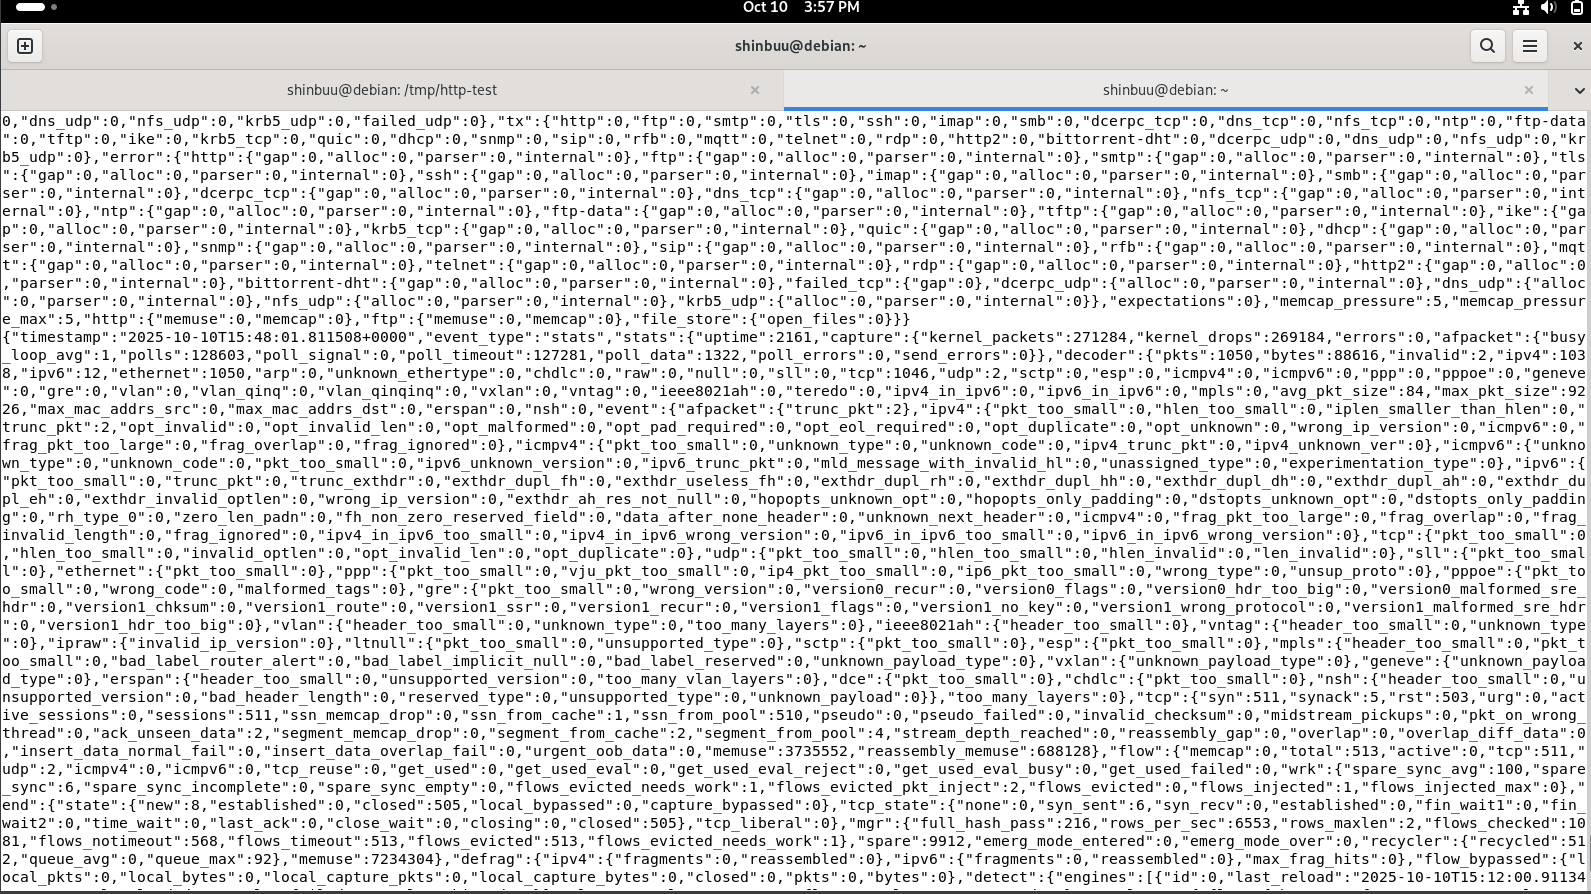 Oct 10 3:57 PM
shinbuu@debian: ~
shinbuu@debian: /tmp/http-test
shinbuu@debian: ~
0,"dns_udp":0,"nfs_udp":0,"krb5_udp":0,"failed_udp":0},"tx":{"http":0,"ftp":0,"smtp":0,"tls":0,"ssh":0,"imap":0,"smb":0,"dcerpc_tcp":0,"dns_tcp":0,"nfs_tcp":0,"ntp":0,"ftp-data
":0,"tftp":0,"ike":0,"krb5_tcp":0,"quic":0,"dhcp":0,"snmp":0,"sip":0,"rfb":0,"mqtt":0,"telnet":0,"rdp":0,"http2":0,"bittorrent-dht":0,"dcerpc_udp":0,"dns_udp":0,"nfs_udp":0,"kr
b5_udp":0},"error":{"http":{"gap":0,"alloc":0,"parser":0,"internal":0},"ftp":{"gap":0,"alloc":0,"parser":0,"internal":0},"smtp":{"gap":0,"alloc":0,"parser":0,"internal":0},"tls
":{"gap":0,"alloc":0,"parser":0,"internal":0},"ssh":{"gap":0,"alloc":0,"parser":0,"internal":0},"imap":{"gap":0,"alloc":0,"parser":0,"internal":0},"smb":{"gap":0,"alloc":0,"par
ser":0,"internal":0},"dcerpc_tcp":{"gap":0,"alloc":0,"parser":0,"internal":0},"dns_tcp":{"gap":0,"alloc":0,"parser":0,"internal":0},"nfs_tcp":{"gap":0,"alloc":0,"parser":0,"int
ernal":0},"ntp":{"gap":0,"alloc":0,"parser":0,"internal":0},"ftp-data":{"gap":0,"alloc":0,"parser":0,"internal":0},"tftp":{"gap":0,"alloc":0,"parser":0,"internal":0},"ike":{"ga
p":0,"alloc":0,"parser":0,"internal":0},"krb5_tcp":{"gap":0,"alloc":0,"parser":0,"internal":0},"quic":{"gap":0,"alloc":0,"parser":0,"internal":0},"dhcp":{"gap":0,"alloc":0,"par
ser":0,"internal":0},"snmp":{"gap":0,"alloc":0,"parser":0,"internal":0},"sip":{"gap":0,"alloc":0,"parser":0,"internal":0},"rfb":{"gap":0,"alloc":0,"parser":0,"internal":0},"mqt
t":{"gap":0,"alloc":0,"parser":0,"internal":0},"telnet":{"gap":0,"alloc":0,"parser":0,"internal":0},"rdp":{"gap":0,"alloc":0,"parser":0,"internal":0},"http2":{"gap":0,"alloc":0
,"parser":0,"internal":0},"bittorrent-dht":{"gap":0,"alloc":0,"parser":0,"internal":0},"failed_tcp":{"gap":0},"dcerpc_udp":{"alloc":0,"parser":0,"internal":0},"dns_udp":{"alloc
":0,"parser":0,"internal":0},"nfs_udp":{"alloc":0,"parser":0,"internal":0},"krb5_udp":{"alloc":0,"parser":0,"internal":0}},"expectations":0},"memcap_pressure":5,"memcap_pressur
e_max":5,"http":{"memuse":0,"memcap":0},"ftp":{"memuse":0,"memcap":0},"file_store":{"open_files":0}}}
{"timestamp":"2025-10-10T15:48:01.811508+0000","event_type":"stats","stats":{"uptime":2161,"capture":{"kernel_packets":271284,"kernel_drops":269184,"errors":0,"afpacket":{"busy
_loop_avg":1,"polls":128603,"poll_signal":0,"poll_timeout":127281,"poll_data":1322,"poll_errors":0,"send_errors":0}},"decoder":{"pkts":1050,"bytes":88616,"invalid":2,"ipv4":103
8,"ipv6":12,"ethernet":1050,"arp":0,"unknown_ethertype":0,"chdlc":0,"raw":0,"null":0,"sll":0,"tcp":1046,"udp":2,"sctp":0,"esp":0,"icmpv4":0,"icmpv6":0,"ppp":0,"pppoe":0,"geneve
":0,"gre":0,"vlan":0,"vlan_qinq":0,"vlan_qinqinq":0,"vxlan":0,"vntag":0,"ieee8021ah":0,"teredo":0,"ipv4_in_ipv6":0,"ipv6_in_ipv6":0,"mpls":0,"avg_pkt_size":84,"max_pkt_size":92
26,"max_mac_addrs_src":0,"max_mac_addrs_dst":0,"erspan":0,"nsh":0,"event":{"afpacket":{"trunc_pkt":2},"ipv4":{"pkt_too_small":0,"hlen_too_small":0,"iplen_smaller_than_hlen":0,"
trunc_pkt":2,"opt_invalid":0,"opt_invalid_len":0,"opt_malformed":0,"opt_pad_required":0,"opt_eol_required":0,"opt_duplicate":0,"opt_unknown":0,"wrong_ip_version":0,"icmpv6":0,"
frag_pkt_too_large":0,"frag_overlap":0,"frag_ignored":0},"icmpv4":{"pkt_too_small":0,"unknown_type":0,"unknown_code":0,"ipv4_trunc_pkt":0,"ipv4_unknown_ver":0},"icmpv6":{"unkno
wn_type":0,"unknown_code":0,"pkt_too_small":0,"ipv6_unknown_version":0,"ipv6_trunc_pkt":0,"mld_message_with_invalid_hl":0,"unassigned_type":0,"experimentation_type":0},"ipv6":{
"pkt_too_small":0,"trunc_pkt":0,"trunc_exthdr":0,"exthdr_dupl_fh":0,"exthdr_useless_fh":0,"exthdr_dupl_rh":0,"exthdr_dupl_hh":0,"exthdr_dupl_dh":0,"exthdr_dupl_ah":0,"exthdr_du
pl_eh":0,"exthdr_invalid_optlen":0,"wrong_ip_version":0,"exthdr_ah_res_not_null":0,"hopopts_unknown_opt":0,"hopopts_only_padding":0,"dstopts_unknown_opt":0,"dstopts_only_paddin
g":0,"rh_type_0":0,"zero_len_padn":0,"fh_non_zero_reserved_field":0,"data_after_none_header":0,"unknown_next_header":0,"icmpv4":0,"frag_pkt_too_large":0,"frag_overlap":0,"frag_
invalid_length":0,"frag_ignored":0,"ipv4_in_ipv6_too_small":0,"ipv4_in_ipv6_wrong_version":0,"ipv6_in_ipv6_too_small":0,"ipv6_in_ipv6_wrong_version":0},"tcp":{"pkt_too_small":0
,"hlen_too_small":0,"invalid_optlen":0,"opt_invalid_len":0,"opt_duplicate":0},"udp":{"pkt_too_small":0,"hlen_too_small":0,"hlen_invalid":0,"len_invalid":0},"sll":{"pkt_too_smal
l":0},"ethernet":{"pkt_too_small":0},"ppp":{"pkt_too_small":0,"vju_pkt_too_small":0,"ip4_pkt_too_small":0,"ip6_pkt_too_small":0,"wrong_type":0,"unsup_proto":0},"pppoe":{"pkt_to
o_small":0,"wrong_code":0,"malformed_tags":0},"gre":{"pkt_too_small":0,"wrong_version":0,"version0_recur":0,"version0_flags":0,"version0_hdr_too_big":0,"version0_malformed_sre_
hdr":0,"version1_chksum":0,"version1_route":0,"version1_ssr":0,"version1_recur":0,"version1_flags":0,"version1_no_key":0,"version1_wrong_protocol":0,"version1_malformed_sre_hdr
":0,"version1_hdr_too_big":0},"vlan":{"header_too_small":0,"unknown_type":0,"too_many_layers":0},"ieee8021ah":{"header_too_small":0},"vntag":{"header_too_small":0,"unknown_type
":0},"ipraw":{"invalid_ip_version":0},"ltnull":{"pkt_too_small":0,"unsupported_type":0},"sctp":{"pkt_too_small":0},"esp":{"pkt_too_small":0},"mpls":{"header_too_small":0,"pkt_t
oo_small":0,"bad_label_router_alert":0,"bad_label_implicit_null":0,"bad_label_reserved":0,"unknown_payload_type":0},"vxlan":{"unknown_payload_type":0},"geneve":{"unknown_payloa
d_type":0},"erspan":{"header_too_small":0,"unsupported_version":0,"too_many_vlan_layers":0},"dce":{"pkt_too_small":0},"chdlc":{"pkt_too_small":0},"nsh":{"header_too_small":0,"u
nsupported_version":0,"bad_header_length":0,"reserved_type":0,"unsupported_type":0,"unknown_payload":0}},"too_many_layers":0},"tcp":{"syn":511,"synack":5,"rst":503,"urg":0,"act
ive_sessions":0,"sessions":511,"ssn_memcap_drop":0,"ssn_from_cache":1,"ssn_from_pool":510,"pseudo":0,"pseudo_failed":0,"invalid_checksum":0,"midstream_pickups":0,"pkt_on_wrong_
thread":0,"ack_unseen_data":2,"segment_memcap_drop":0,"segment_from_cache":2,"segment_from_pool":4,"stream_depth_reached":0,"reassembly_gap":0,"overlap":0,"overlap_diff_data":0
,"insert_data_normal_fail":0,"insert_data_overlap_fail":0,"urgent_oob_data":0,"memuse":3735552,"reassembly_memuse":688128},"flow":{"memcap":0,"total":513,"active":0,"tcp":511,"
udp":2,"icmpv4":0,"icmpv6":0,"tcp_reuse":0,"get_used":0,"get_used_eval":0,"get_used_eval_reject":0,"get_used_eval_busy":0,"get_used_failed":0,"wrk":{"spare_sync_avg":100,"spare
_sync":6,"spare_sync_incomplete":0,"spare_sync_empty":0,"flows_evicted_needs_work":1,"flows_evicted_pkt_inject":2,"flows_evicted":0,"flows_injected":1,"flows_injected_max":0},"
end":{"state":{"new":8,"established":0,"closed":505,"local_bypassed":0,"capture_bypassed":0},"tcp_state":{"none":0,"syn_sent":6,"syn_recv":0,"established":0,"fin_wait1":0,"fin_
wait2":0,"time_wait":0,"last_ack":0,"close_wait":0,"closing":0,"closed":505},"tcp_liberal":0},"mgr":{"full_hash_pass":216,"rows_per_sec":6553,"rows_maxlen":2,"flows_checked":10
81,"flows_notimeout":568,"flows_timeout":513,"flows_evicted":513,"flows_evicted_needs_work":1},"spare":9912,"emerg_mode_entered":0,"emerg_mode_over":0,"recycler":{"recycled":51
2,"queue_avg":0,"queue_max":92},"memuse":7234304},"defrag":{"ipv4":{"fragments":0,"reassembled":0},"ipv6":{"fragments":0,"reassembled":0},"max_frag_hits":0},"flow_bypassed":{"l
ocal_pkts":0,"local_bytes":0,"local_capture_pkts":0,"local_capture_bytes":0,"closed":0,"pkts":0,"bytes":0},"detect":{"engines":[{"id":0,"last_reload":"2025-10-10T15:12:00.91134